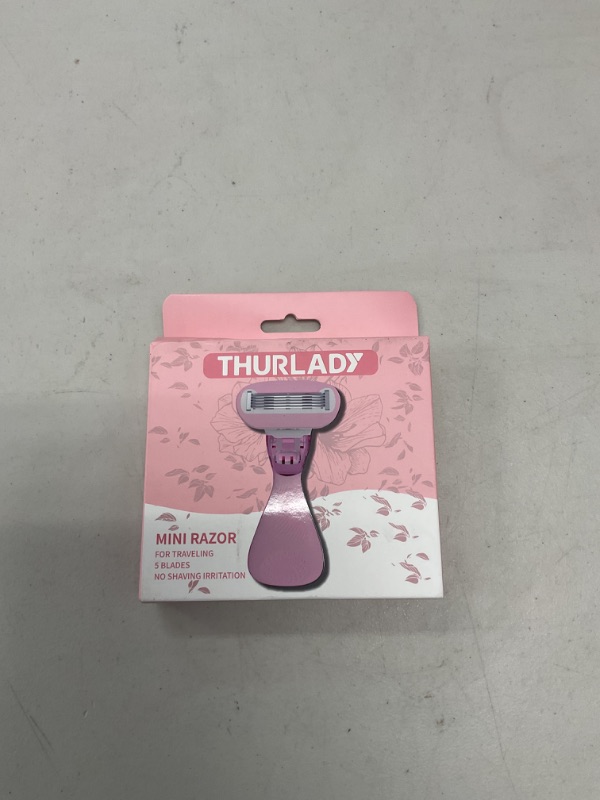 THURLADY
MINI RAZOR
FOR TRAVELING
5 BLADES
NO SHAVING IRRITATION